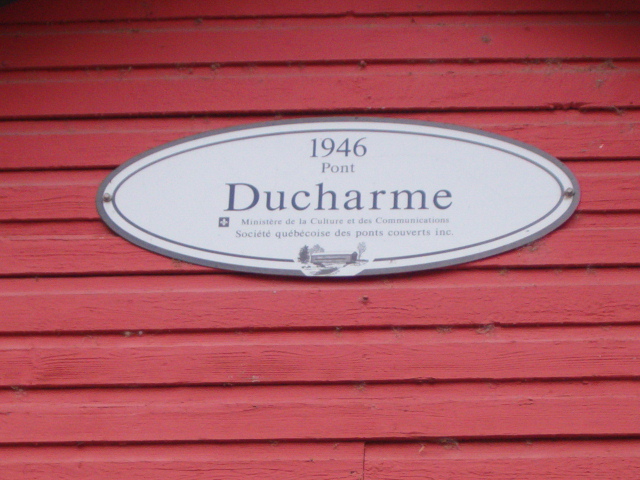 1946
Pont
Ducharme
Ministère de la Culture et des Communications
Société québécoise des ponts couverts inc.